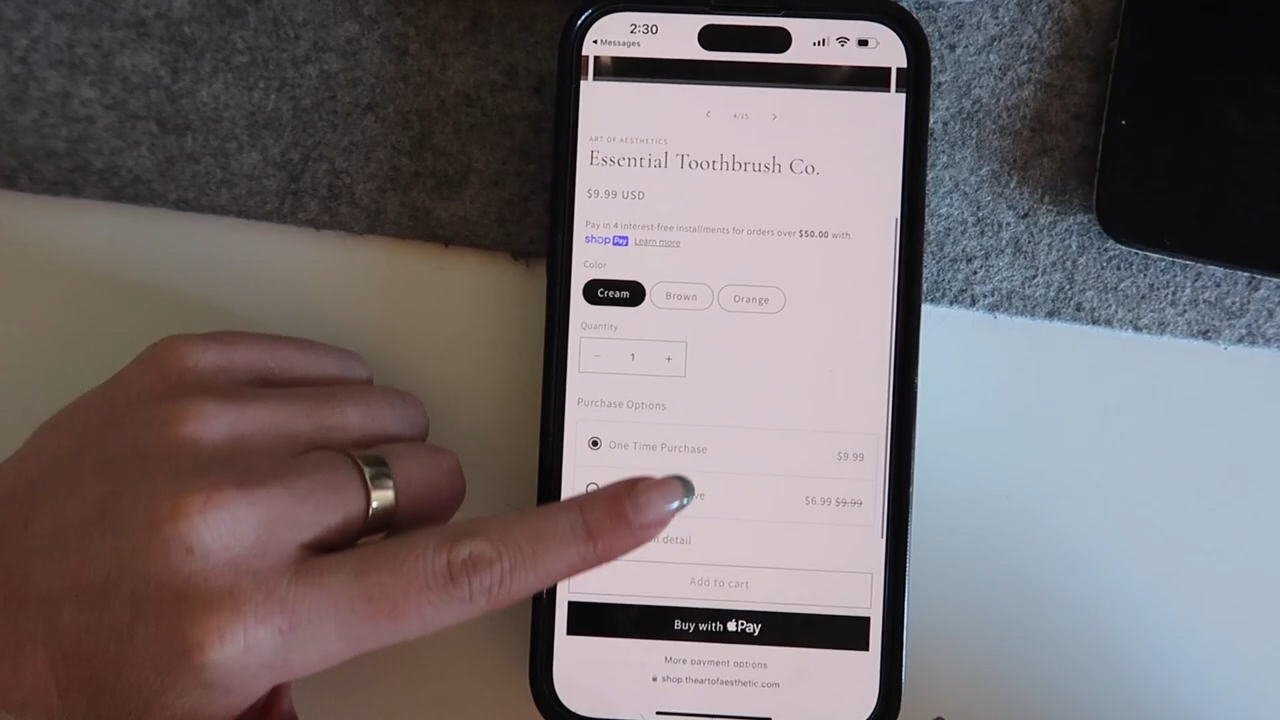 2:30
Messages
4/15
ART OF AESTHETICS
Essential Toothbrush Co.
$9.99 USD
Pay in 4 interest-free installments for orders over $50.00 with
shop Pay Learn more
Color
Cream Brown Orange
Quantity
− 1 +
Purchase Options
One Time Purchase $9.99
$6.99 $9.99
detail
Add to cart
Buy with Pay
More payment options
shop.theartofaesthetic.com